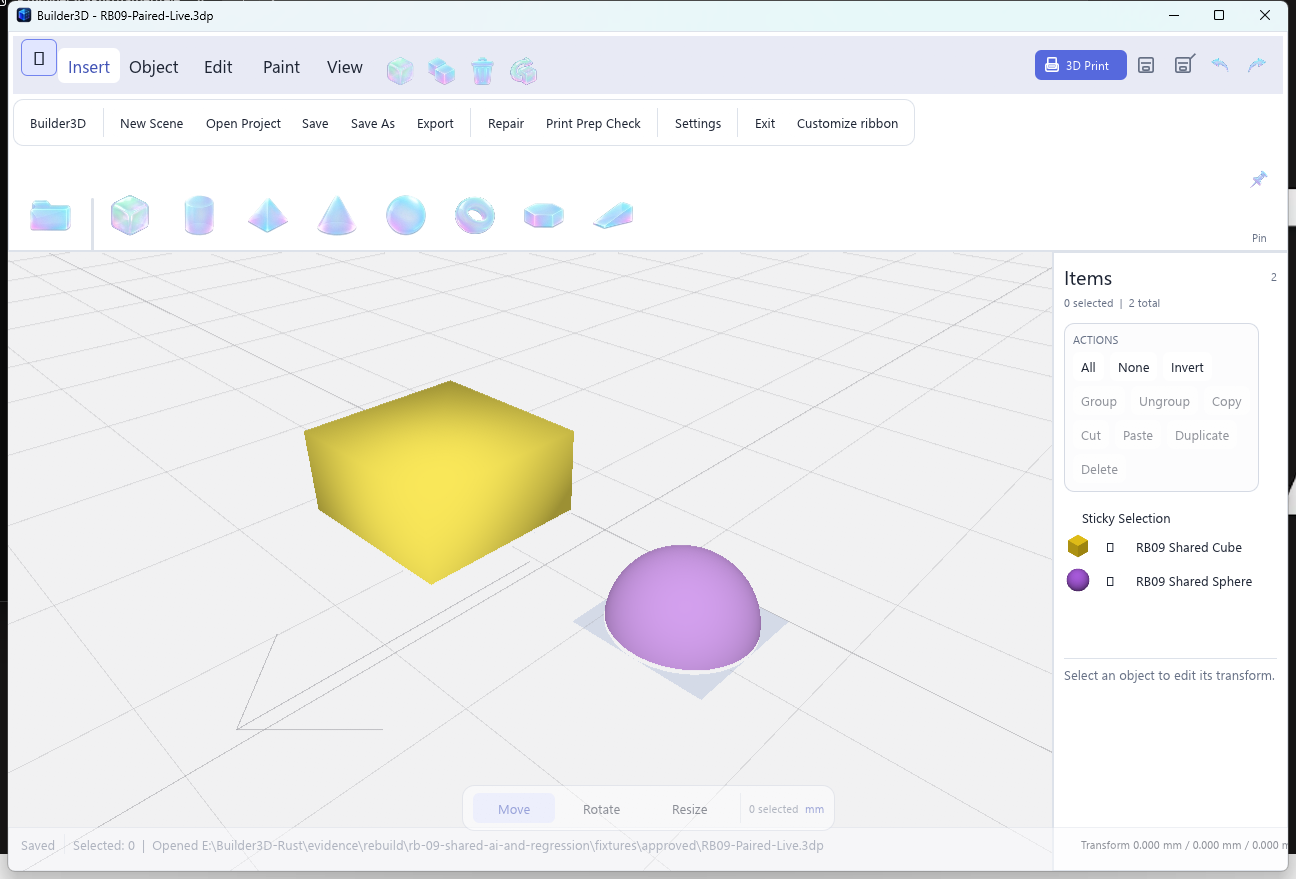 Builder3D - RB09-Paired-Live.3dp
Insert Object Edit Paint View 3D Print
Builder3D New Scene Open Project Save Save As Export Repair Print Prep Check Settings Exit Customize ribbon
Pin
Items 2
0 selected | 2 total
ACTIONS
All None Invert
Group Ungroup Copy
Cut Paste Duplicate
Delete
Sticky Selection
RB09 Shared Cube
RB09 Shared Sphere
Select an object to edit its transform.
Move Rotate Resize 0 selected mm
Saved Selected: 0 | Opened E:\Builder3D-Rust\evidence\rebuild\rb-09-shared-ai-and-regression\fixtures\approved\RB09-Paired-Live.3dp Transform 0.000 mm / 0.000 mm / 0.000 m